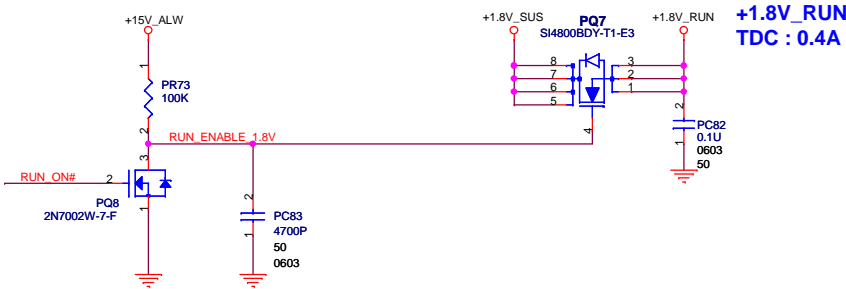 +15V_ALW
+1.8V_SUS
PQ7
SI4800BDY-T1-E3
+1.8V_RUN
+1.8V_RUN
TDC : 0.4A
8
7
6
5
3
2
1
4
1
PR73
100K
2
RUN_ENABLE_1.8V
2
PC82
0.1U
0603
50
1
RUN_ON#
2
3
1
PQ8
2N7002W-7-F
2
PC83
4700P
50
0603
1